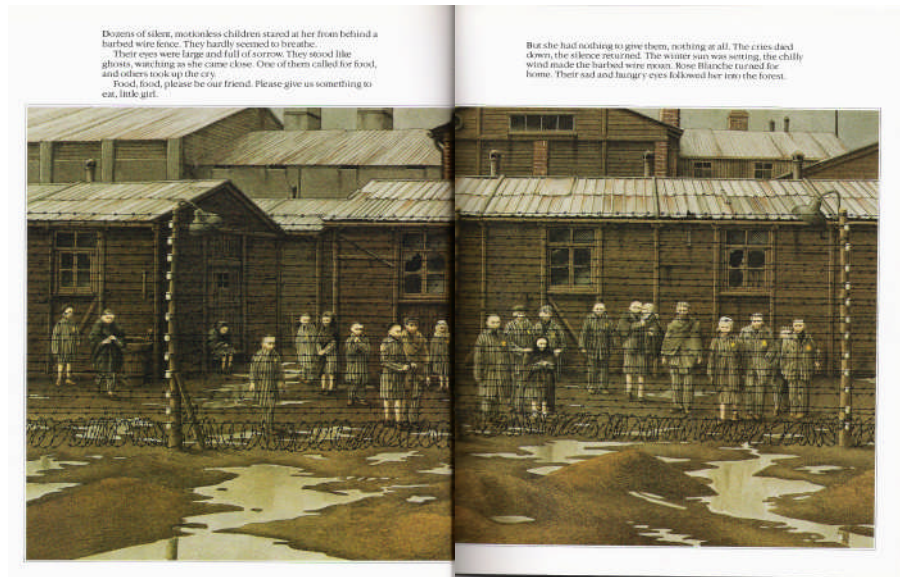 Dozens of silent, motionless children stared at her from behind a
barbed wire fence. They hardly seemed to breathe.
Their eyes were large and full of sorrow. They stood like
ghosts, watching as she came close. One of them called for food,
and others took up the cry.
Food, food, please be our friend. Please give us something to
eat, little girl.
But she had nothing to give them, nothing at all. The cries died
down, the silence returned. The winter sun was setting, the chilly
wind made the barbed wire moan. Rose Blanche turned for
home. Their sad and hungry eyes followed her into the forest.